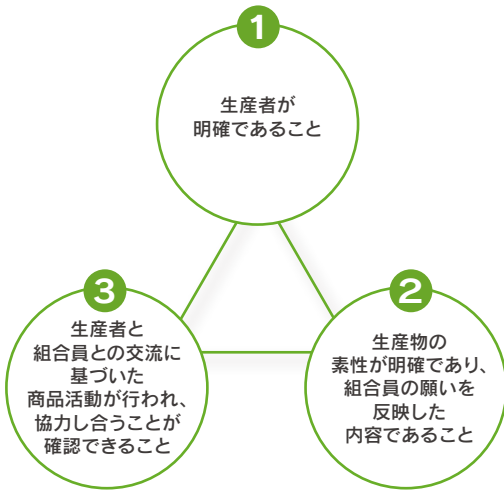 1
生産者が
明確であること
2
生産物の
素性が明確であり、
組合員の願いを
反映した
内容であること
3
生産者と
組合員との交流に
基づいた
商品活動が行われ、
協力し合うことが
確認できること